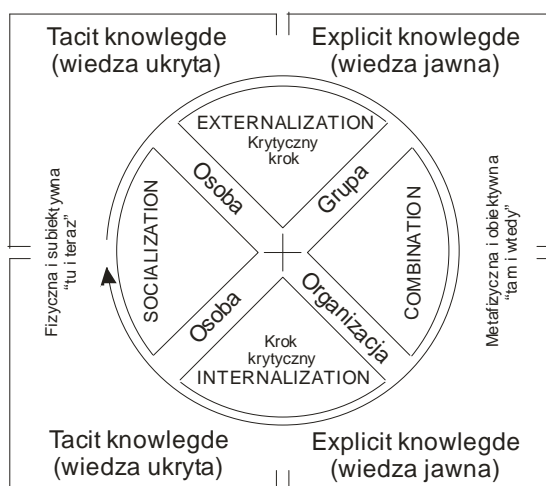 Tacit knowlegde
(wiedza ukryta)
Explicit knowlegde
(wiedza jawna)
EXTERNALIZATION
Krytyczny
krok
Osoba
Grupa
Fizyczna i subiektywna
"tu i teraz"
SOCIALIZATION
COMBINATION
Metafizyczna i obiektywna
"tam i wtedy"
Osoba
Organizacja
Krok
krytyczny
INTERNALIZATION
Tacit knowlegde
(wiedza ukryta)
Explicit knowlegde
(wiedza jawna)